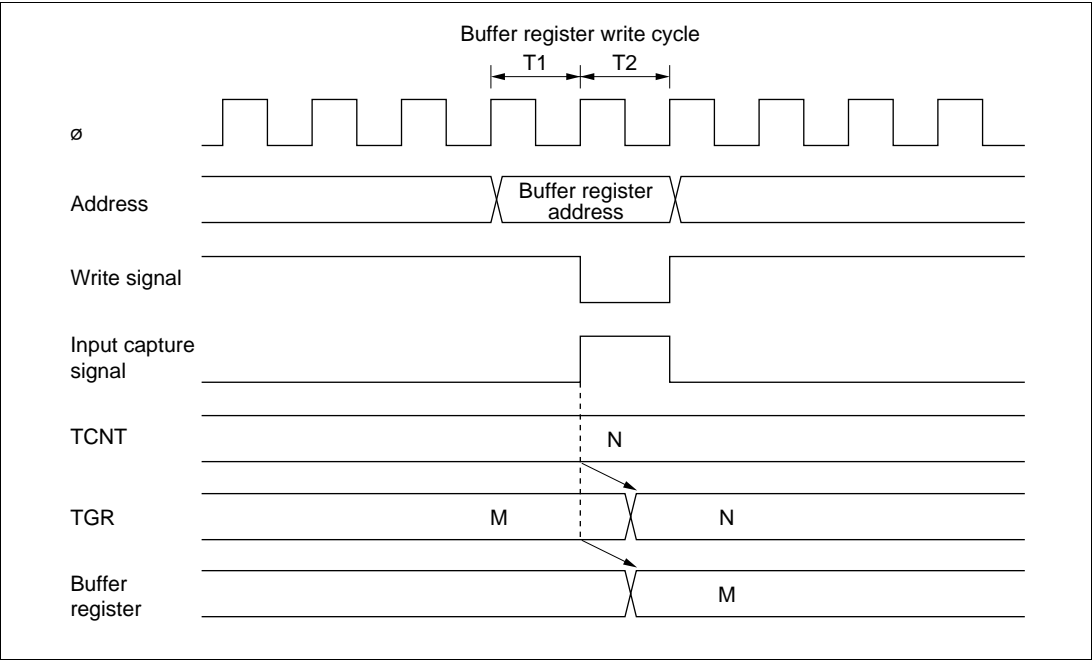 Buffer register write cycle
T1 T2
ø
Address
Buffer register
address
Write signal
Input capture
signal
TCNT
N
TGR
M N
Buffer
register
M